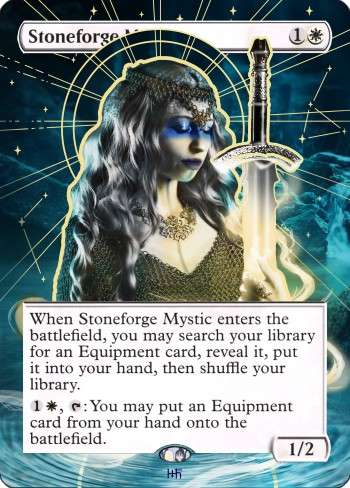 Stoneforge M
1
When Stoneforge Mystic enters the
battlefield, you may search your library
for an Equipment card, reveal it, put
it into your hand, then shuffle your
library.
1 , : You may put an Equipment
card from your hand onto the
battlefield.
1/2